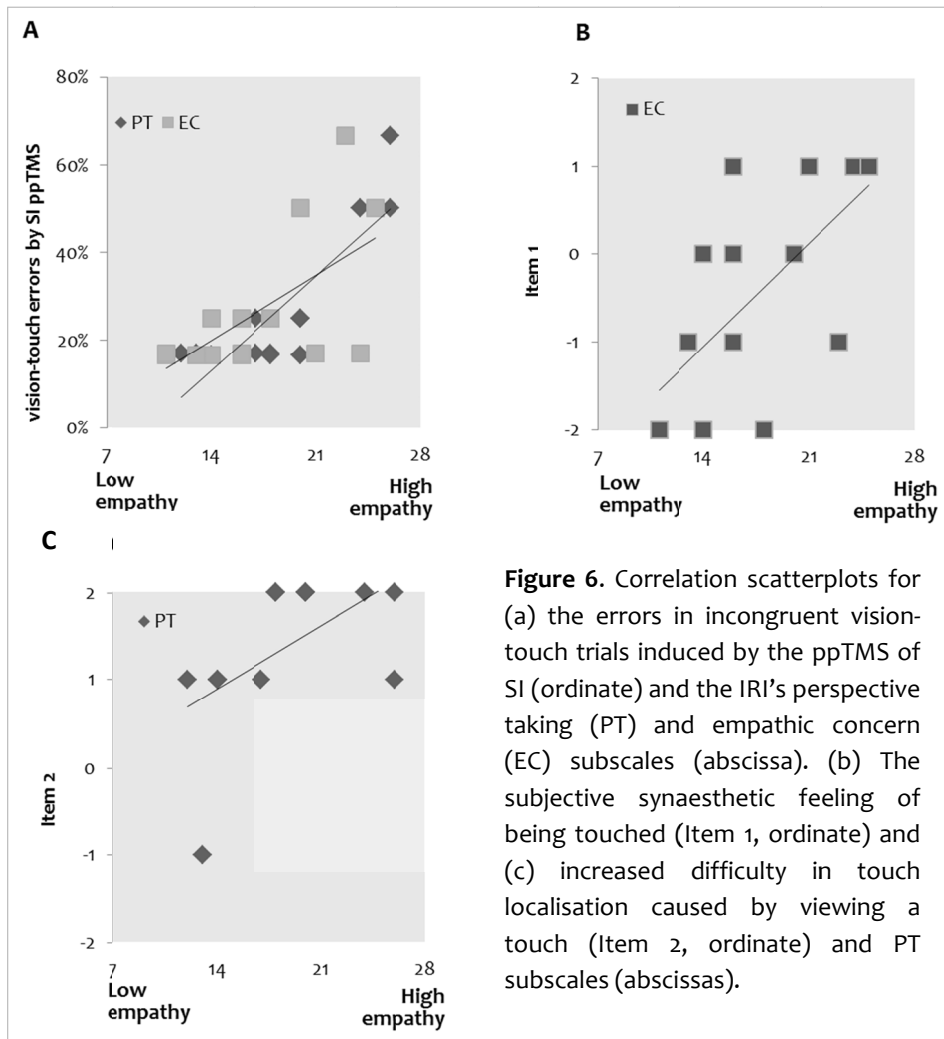 A
80%
60%
40%
20%
0%
vision-touch errors by SI ppTMS
PT EC
7 14 21 28
Low empathy
High empathy
B
2
1
0
-1
-2
Item 1
EC
7 14 21 28
Low empathy
High empathy
C
2
1
0
-1
-2
Item 2
PT
7 14 21 28
Low empathy
High empathy
Figure 6. Correlation scatterplots for
(a) the errors in incongruent vision-
touch trials induced by the ppTMS of
SI (ordinate) and the IRI's perspective
taking (PT) and empathic concern
(EC) subscales (abscissa). (b) The
subjective synaesthetic feeling of
being touched (Item 1, ordinate) and
(c) increased difficulty in touch
localisation caused by viewing a
touch (Item 2, ordinate) and PT
subscales (abscissas).